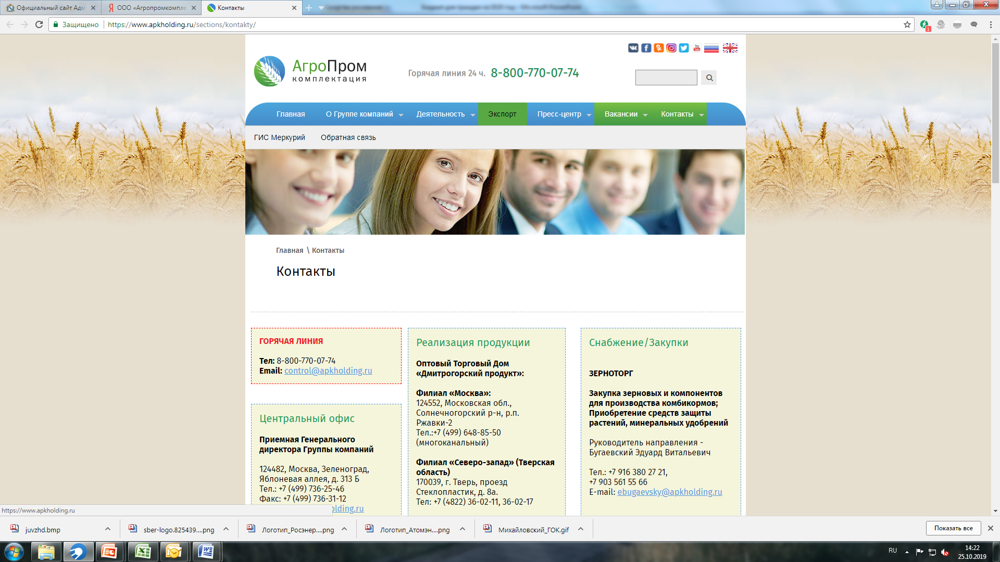 Официальный сайт Адм
ООО «Агропромкомпле
Контакты
Защищено
https://www.apkholding.ru/sections/kontakty/
1
АгроПром
комплектация
Горячая линия 24 ч. 8-800-770-07-74
Главная
О Группе компаний
Деятельность
Экспорт
Пресс-центр
Вакансии
Контакты
ГИС Меркурий
Обратная связь
Главная \ Контакты
Контакты
ГОРЯЧАЯ ЛИНИЯ
Тел: 8-800-770-07-74
Email: control@apkholding.ru
Центральный офис
Приемная Генерального
директора Группы компаний
124482, Москва, Зеленоград,
Яблоневая аллея, д. 313 Б
Тел.: +7 (499) 736-25-46
Факс: +7 (499) 736-31-12
olding.ru
Реализация продукции
Оптовый Торговый Дом
«Дмитрогорский продукт»:
Филиал «Москва»:
124552, Московская обл.,
Солнечногорский р-н, р.п.
Ржавки-2
Тел.:+7 (499) 648-85-50
(многоканальный)
Филиал «Северо-запад» (Тверская
область)
170039, г. Тверь, проезд
Стеклопластик, д. 8а.
Тел: +7 (4822) 36-02-11, 36-02-17
Снабжение/Закупки
ЗЕРНОТОРГ
Закупка зерновых и компонентов
для производства комбикормов;
Приобретение средств защиты
растений, минеральных удобрений
Руководитель направления -
Бугаевский Эдуард Витальевич
Тел.: +7 916 380 27 21,
+7 903 561 55 66
E-mail: ebugaevsky@apkholding.ru
https://www.apkholding.ru
juvzhd.bmp
sber-logo.825439....png
Логотип_Росэнер....png
Логотип_Атомэн....png
Михайловский_ГОК.gif
Показать все
RU
14:22
25.10.2019